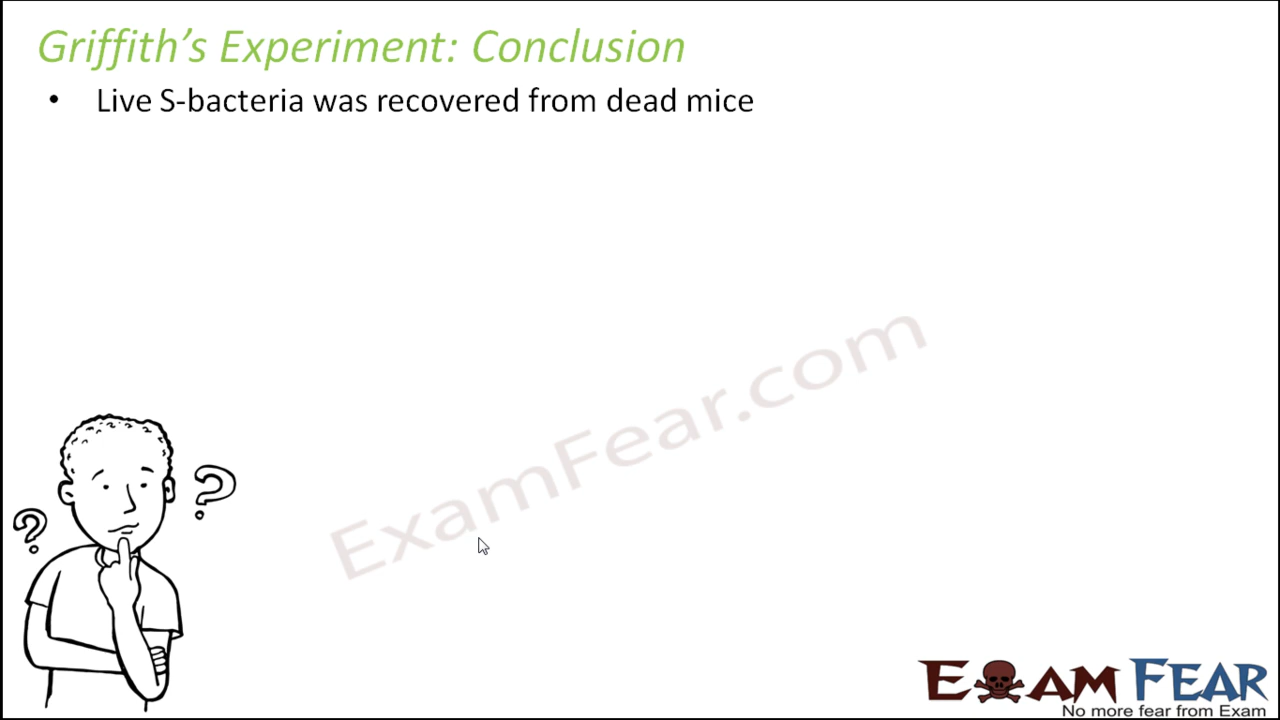 Griffith's Experiment: Conclusion
• Live S-bacteria was recovered from dead mice
ExamFear.com
? ?
EXAM FEAR
No more fear from Exam